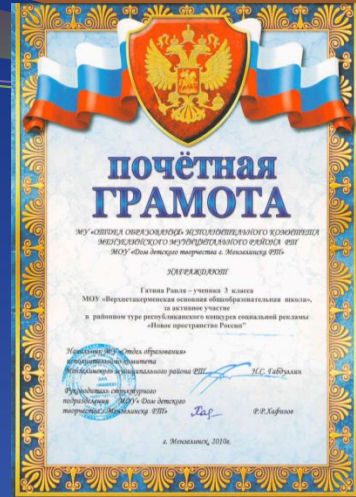 почётная
ГРАМОТА
МУ «ОТДЕЛ ОБРАЗОВАНИЯ» ИСПОЛНИТЕЛЬНОГО КОМИТЕТА
МЕНЗЕЛИНСКОГО МУНИЦИПАЛЬНОГО РАЙОНА РТ
МОУ «Дом детского творчества г. Мензелинска РТ»
НАГРАЖДАЮТ
Гатина Раиля – ученика 3 класса
МОУ «Верхнетакерменская основная общеобразовательная школа»,
за активное участие
в районном туре республиканского конкурса социальной рекламы
«Новое пространство России»
Начальник МУ «Отдел образования»
исполнительного комитета
Мензелинского муниципального района РТ Н.С. Габдуллин
Руководитель структурного
подразделения МОУ «Дом детского
творчества г. Мензелинска РТ» Р.Р.Хафизов
г. Мензелинск, 2010г.